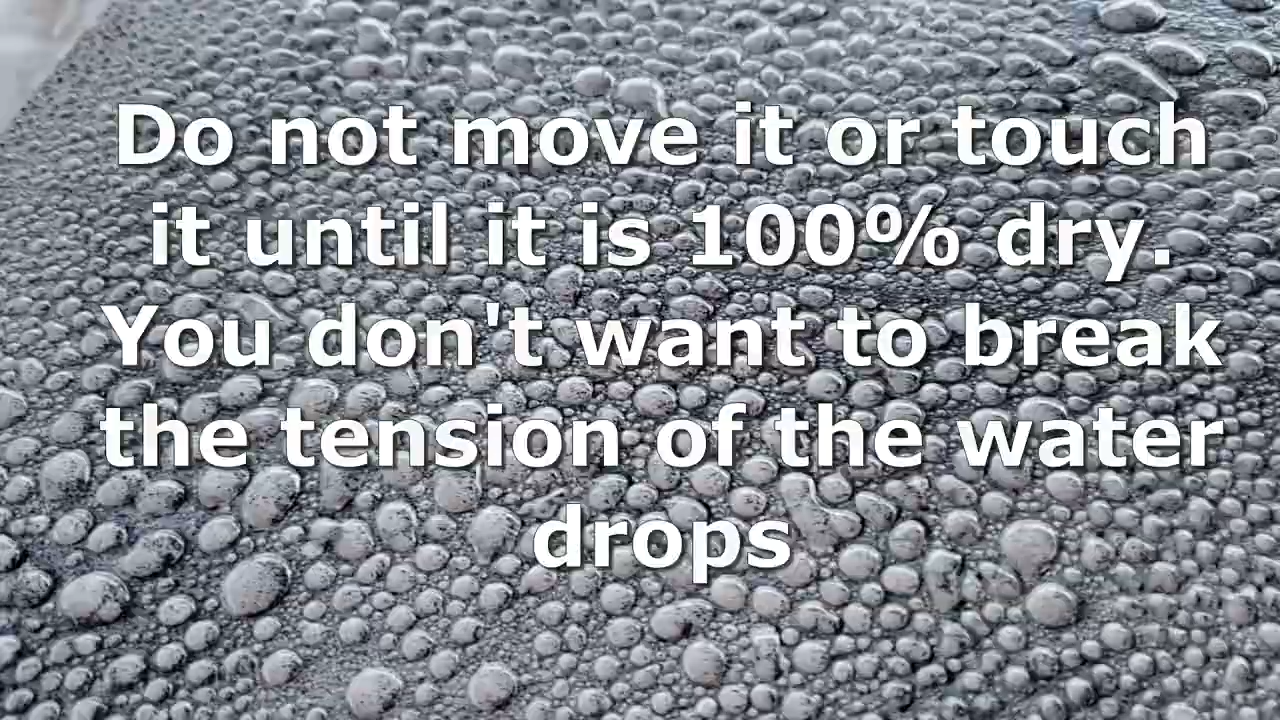 Do not move it or touch
it until it is 100% dry.
You don't want to break
the tension of the water
drops